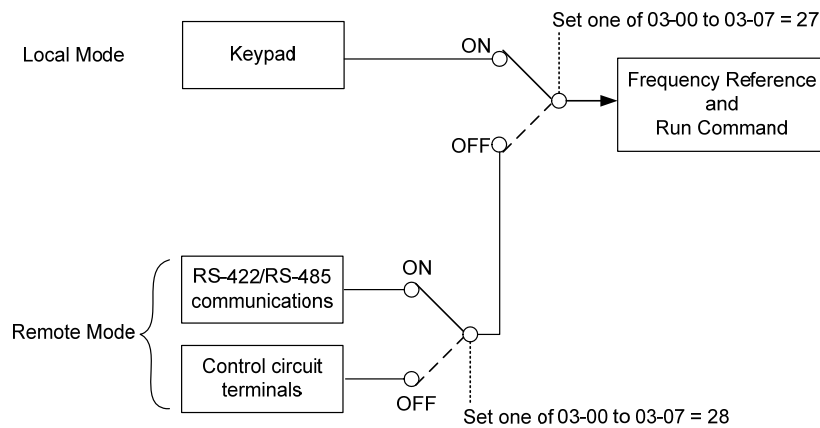 Set one of 03-00 to 03-07 = 27
Local Mode
Keypad
ON
Frequency Reference
and
Run Command
OFF
RS-422/RS-485
communications
ON
Remote Mode
Control circuit
terminals
OFF
Set one of 03-00 to 03-07 = 28